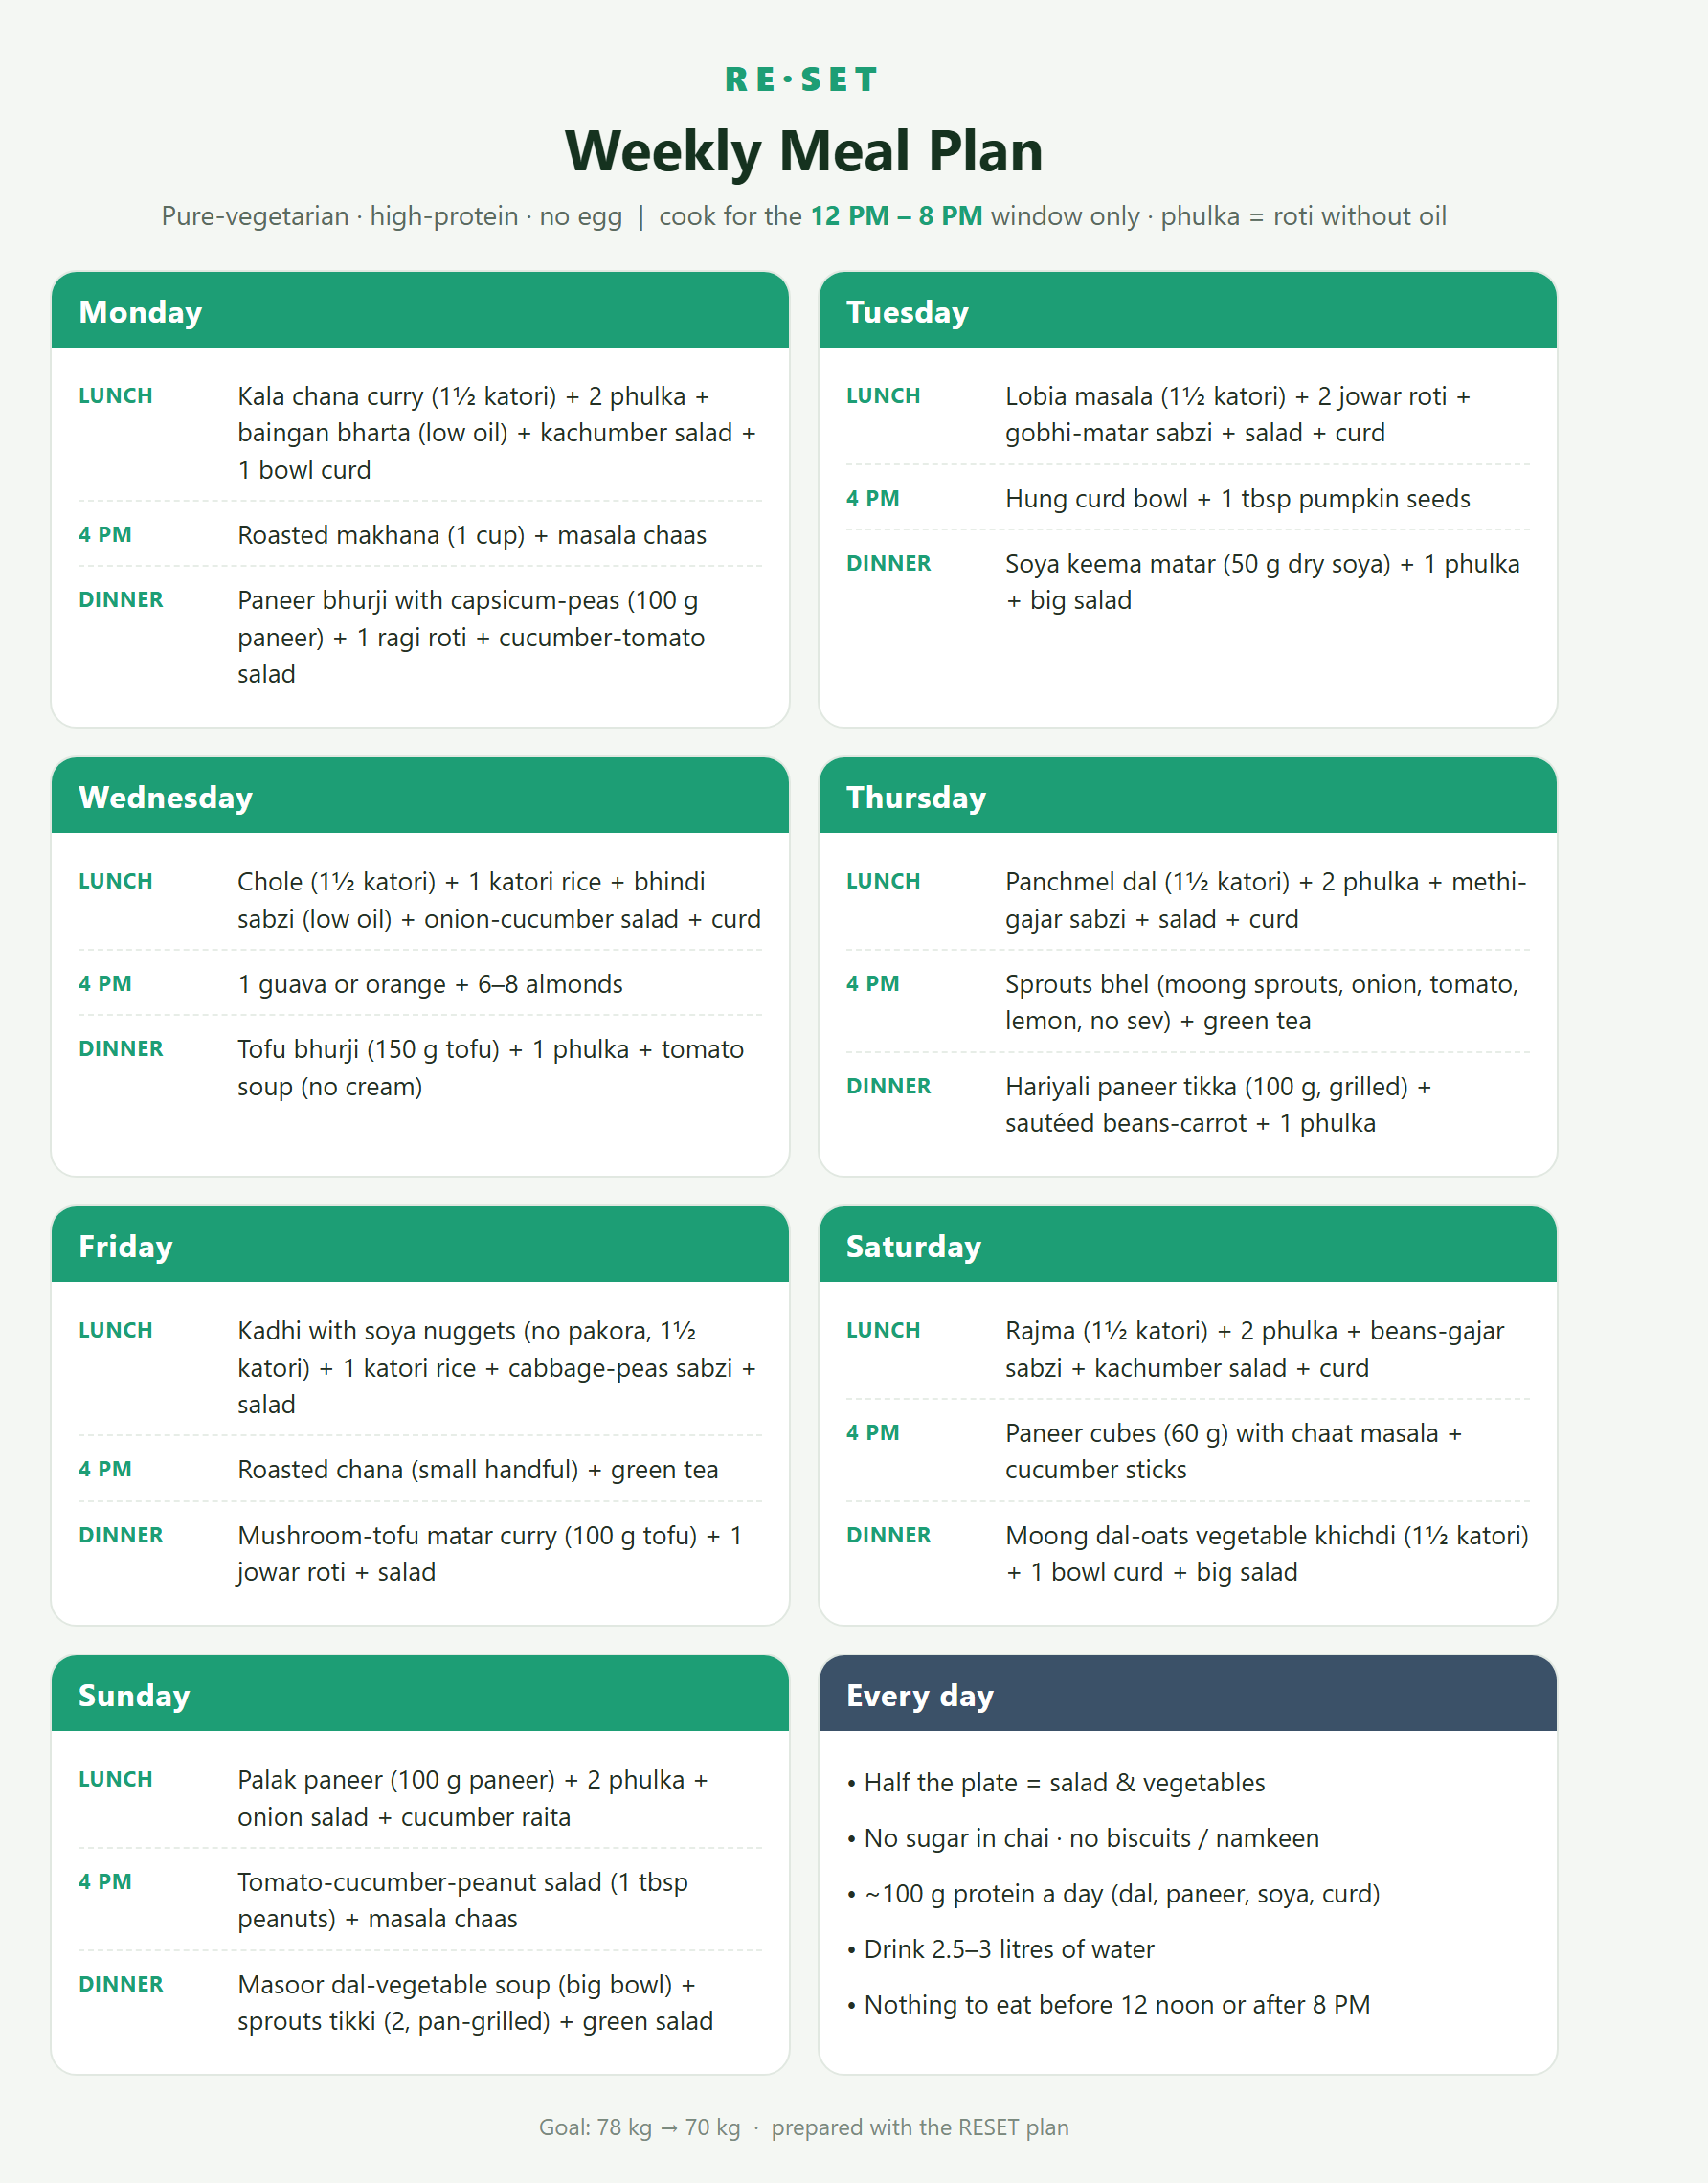 RE·SET
Weekly Meal Plan
Pure-vegetarian · high-protein · no egg | cook for the 12 PM – 8 PM window only · phulka = roti without oil
Monday
LUNCH Kala chana curry (1½ katori) + 2 phulka +
baingan bharta (low oil) + kachumber salad +
1 bowl curd
4 PM Roasted makhana (1 cup) + masala chaas
DINNER Paneer bhurji with capsicum-peas (100 g
paneer) + 1 ragi roti + cucumber-tomato
salad
Tuesday
LUNCH Lobia masala (1½ katori) + 2 jowar roti +
gobhi-matar sabzi + salad + curd
4 PM Hung curd bowl + 1 tbsp pumpkin seeds
DINNER Soya keema matar (50 g dry soya) + 1 phulka
+ big salad
Wednesday
LUNCH Chole (1½ katori) + 1 katori rice + bhindi
sabzi (low oil) + onion-cucumber salad + curd
4 PM 1 guava or orange + 6–8 almonds
DINNER Tofu bhurji (150 g tofu) + 1 phulka + tomato
soup (no cream)
Thursday
LUNCH Panchmel dal (1½ katori) + 2 phulka + methi-
gajar sabzi + salad + curd
4 PM Sprouts bhel (moong sprouts, onion, tomato,
lemon, no sev) + green tea
DINNER Hariyali paneer tikka (100 g, grilled) +
sautéed beans-carrot + 1 phulka
Friday
LUNCH Kadhi with soya nuggets (no pakora, 1½
katori) + 1 katori rice + cabbage-peas sabzi +
salad
4 PM Roasted chana (small handful) + green tea
DINNER Mushroom-tofu matar curry (100 g tofu) + 1
jowar roti + salad
Saturday
LUNCH Rajma (1½ katori) + 2 phulka + beans-gajar
sabzi + kachumber salad + curd
4 PM Paneer cubes (60 g) with chaat masala +
cucumber sticks
DINNER Moong dal-oats vegetable khichdi (1½ katori)
+ 1 bowl curd + big salad
Sunday
LUNCH Palak paneer (100 g paneer) + 2 phulka +
onion salad + cucumber raita
4 PM Tomato-cucumber-peanut salad (1 tbsp
peanuts) + masala chaas
DINNER Masoor dal-vegetable soup (big bowl) +
sprouts tikki (2, pan-grilled) + green salad
Every day
• Half the plate = salad & vegetables
• No sugar in chai · no biscuits / namkeen
• ~100 g protein a day (dal, paneer, soya, curd)
• Drink 2.5–3 litres of water
• Nothing to eat before 12 noon or after 8 PM
Goal: 78 kg → 70 kg · prepared with the RESET plan